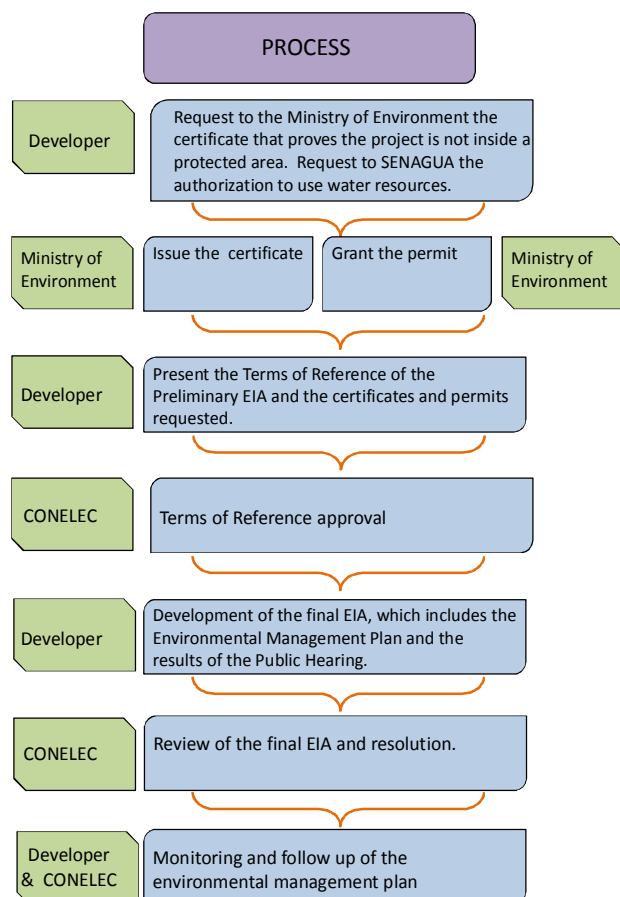 PROCESS
Developer
Request to the Ministry of Environment the
certificate that proves the project is not inside a
protected area. Request to SENAGUA the
authorization to use water resources.
Ministry of
Environment
Issue the certificate
Grant the permit
Ministry of
Environment
Developer
Present the Terms of Reference of the
Preliminary EIA and the certificates and permits
requested.
CONELEC
Terms of Reference approval
Developer
Development of the final EIA, which includes the
Environmental Management Plan and the
results of the Public Hearing.
CONELEC
Review of the final EIA and resolution.
Developer
& CONELEC
Monitoring and follow up of the
environmental management plan